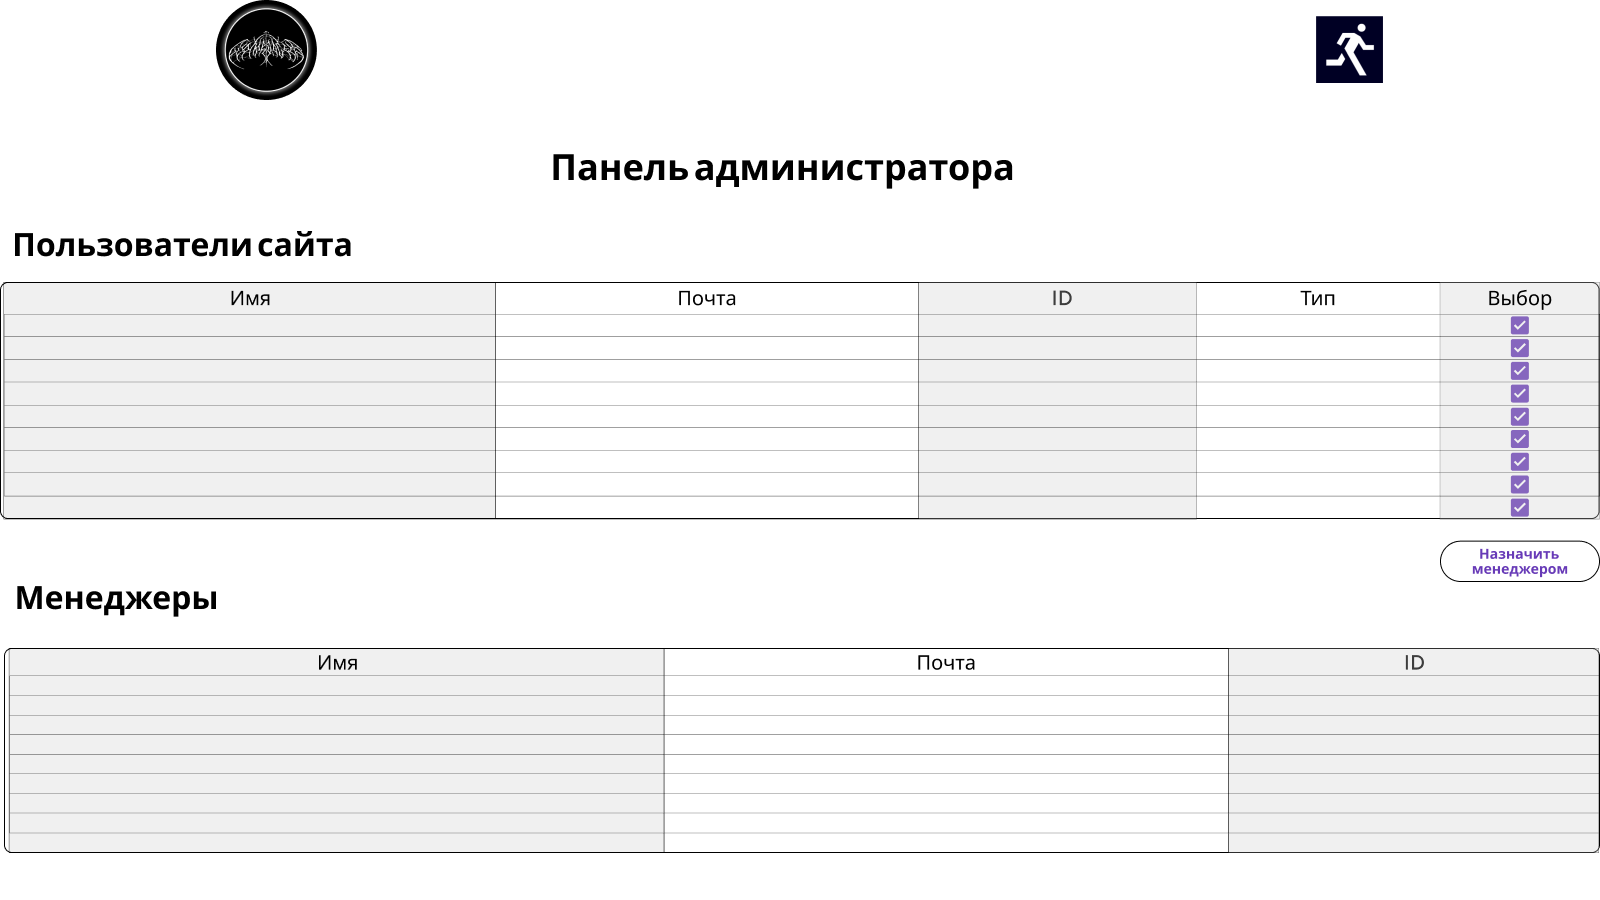 Панель администратора
Пользователи сайта
Имя Почта ID Тип Выбор
Назначить
менеджером
Менеджеры
Имя Почта ID